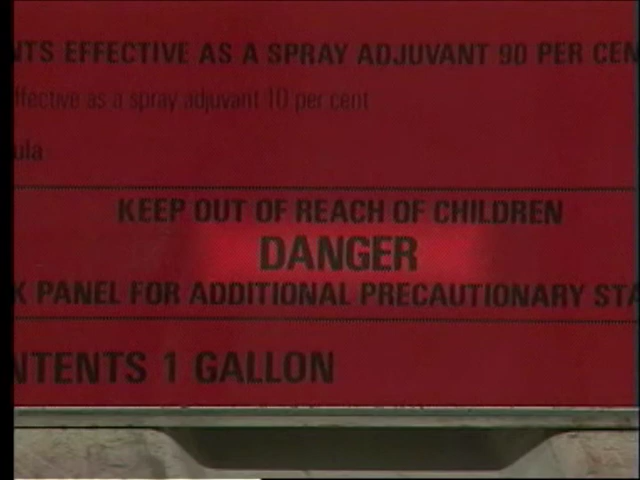 NTS EFFECTIVE AS A SPRAY ADJUVANT 90 PER CEN
ffective as a spray adjuvant 10 per cent
ula
KEEP OUT OF REACH OF CHILDREN
DANGER
K PANEL FOR ADDITIONAL PRECAUTIONARY STA
NTENTS 1 GALLON